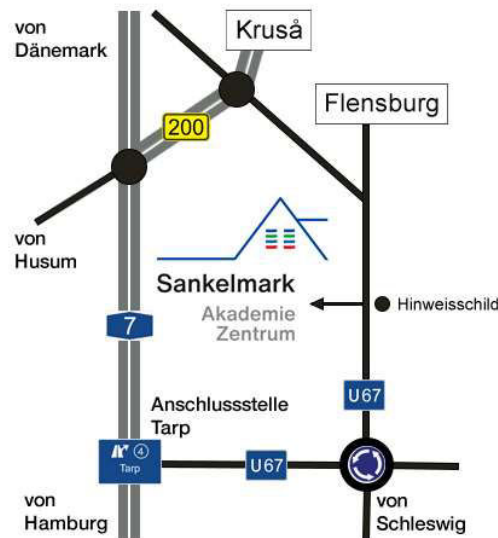 von
Dänemark
Kruså
Flensburg
200
von
Husum
Sankelmark
Akademie
Zentrum
Hinweisschild
7
U67
Anschlussstelle
Tarp
4
Tarp
U67
von
Hamburg
von
Schleswig